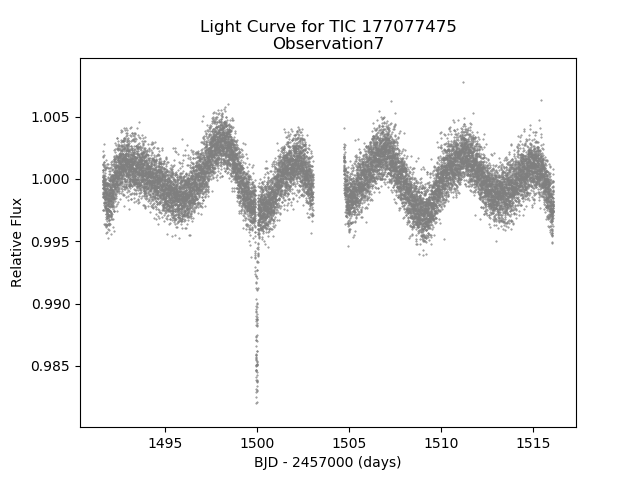 Light Curve for TIC 177077475
Observation7
1.005
1.000
0.995
0.990
0.985
Relative Flux
1495
1500
1505
1510
1515
BJD - 2457000 (days)